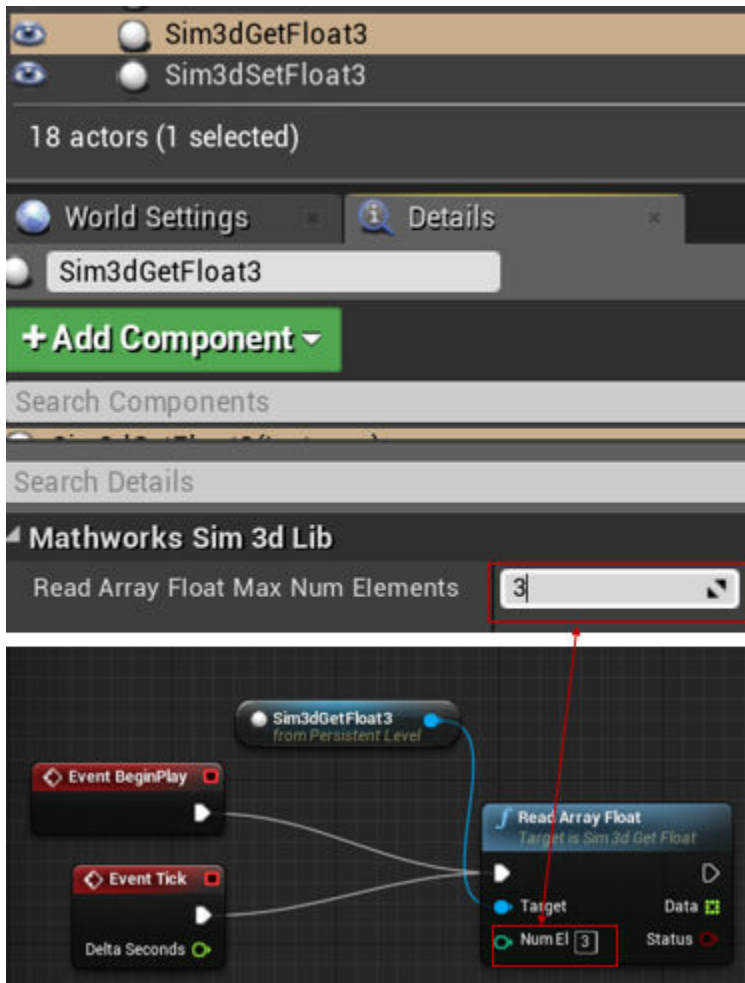 Sim3dGetFloat3
Sim3dSetFloat3
18 actors (1 selected)
World Settings
Details
Sim3dGetFloat3
+ Add Component
Search Components
Search Details
Mathworks Sim 3d Lib
Read Array Float Max Num Elements
3
Sim3dGetFloat3
from Persistent Level
Event BeginPlay
f Read Array Float
Target is Sim 3d Get Float
Event Tick
Target
Data
Delta Seconds
Num El 3
Status